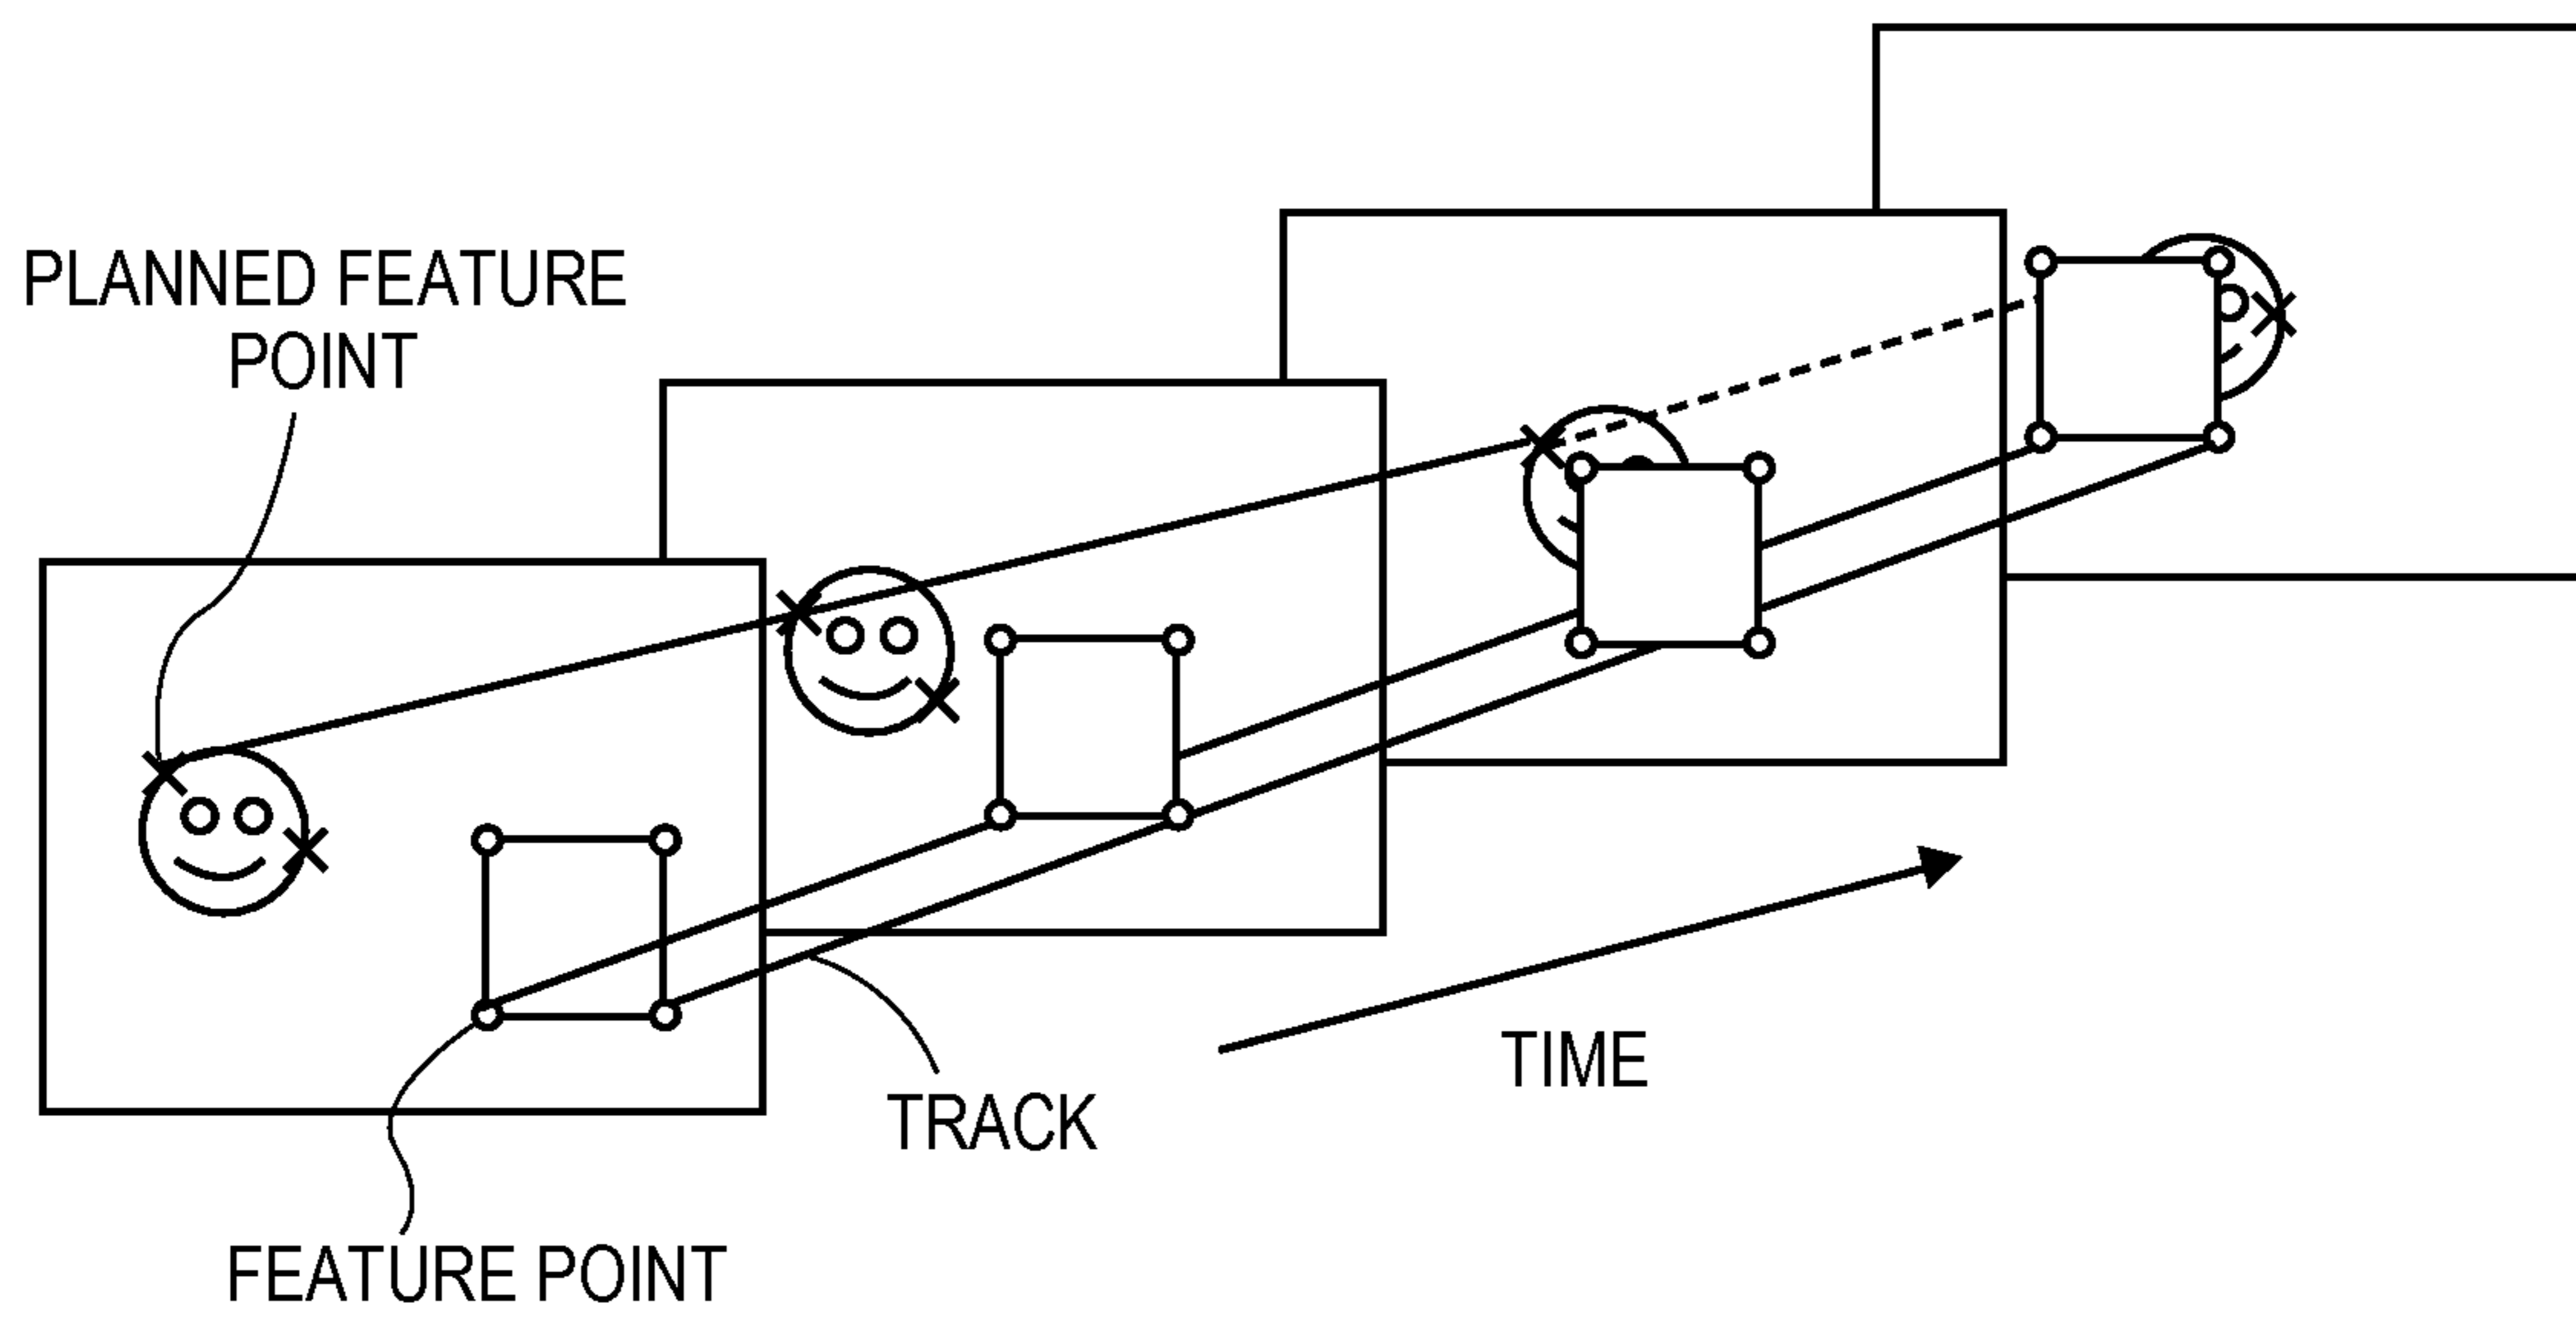 PLANNED FEATURE
POINT
TIME
TRACK
FEATURE POINT